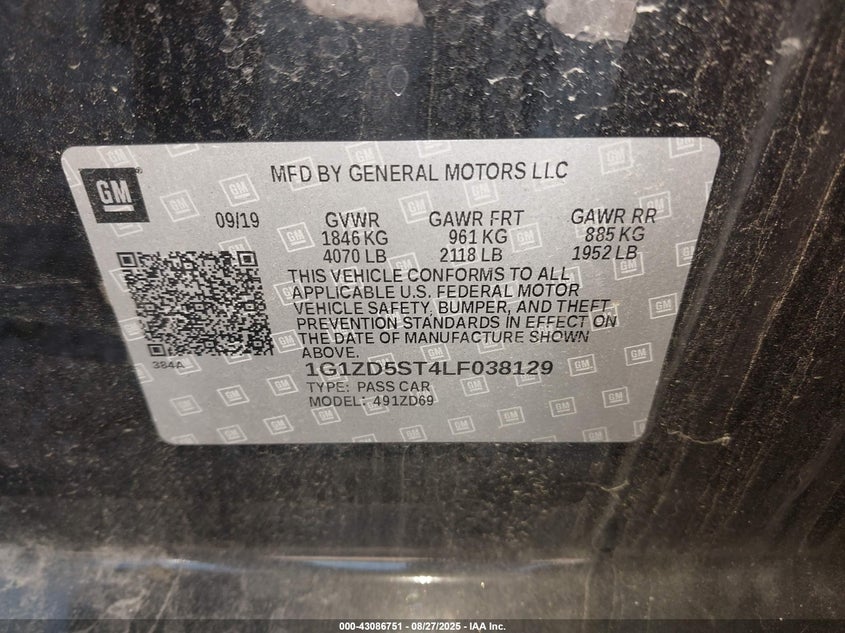 GM
MFD BY GENERAL MOTORS LLC
09/19 GVWR GAWR FRT GAWR RR
1846 KG 961 KG 885 KG
4070 LB 2118 LB 1952 LB
THIS VEHICLE CONFORMS TO ALL
APPLICABLE U.S. FEDERAL MOTOR
VEHICLE SAFETY, BUMPER, AND THEFT
PREVENTION STANDARDS IN EFFECT ON
THE DATE OF MANUFACTURE SHOWN
ABOVE.
384A
1G1ZD5ST4LF038129
TYPE: PASS CAR
MODEL: 491ZD69
000-43086751 | 08/27/2025 | IAA Inc.